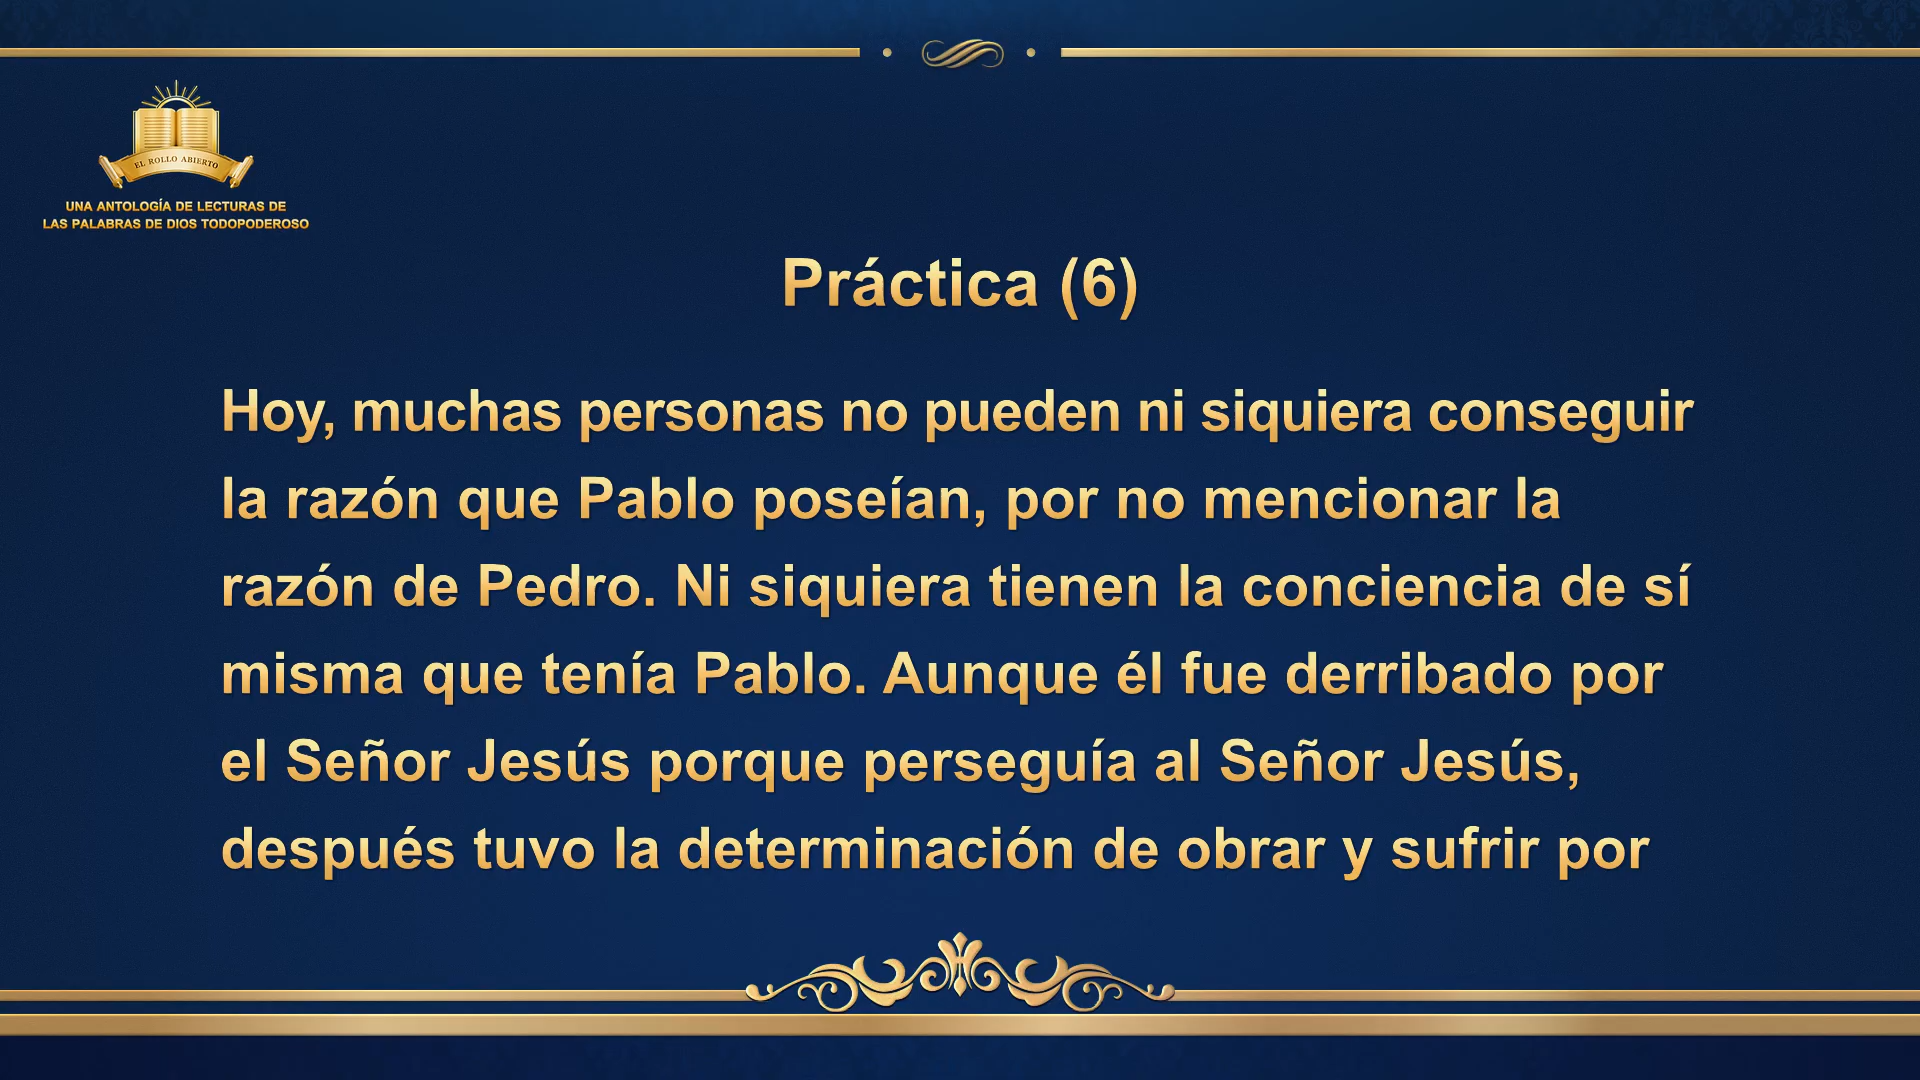 EL ROLLO ABIERTO
UNA ANTOLOGÍA DE LECTURAS DE
LAS PALABRAS DE DIOS TODOPODEROSO
Práctica (6)
Hoy, muchas personas no pueden ni siquiera conseguir
la razón que Pablo poseían, por no mencionar la
razón de Pedro. Ni siquiera tienen la conciencia de sí
misma que tenía Pablo. Aunque él fue derribado por
el Señor Jesús porque perseguía al Señor Jesús,
después tuvo la determinación de obrar y sufrir por